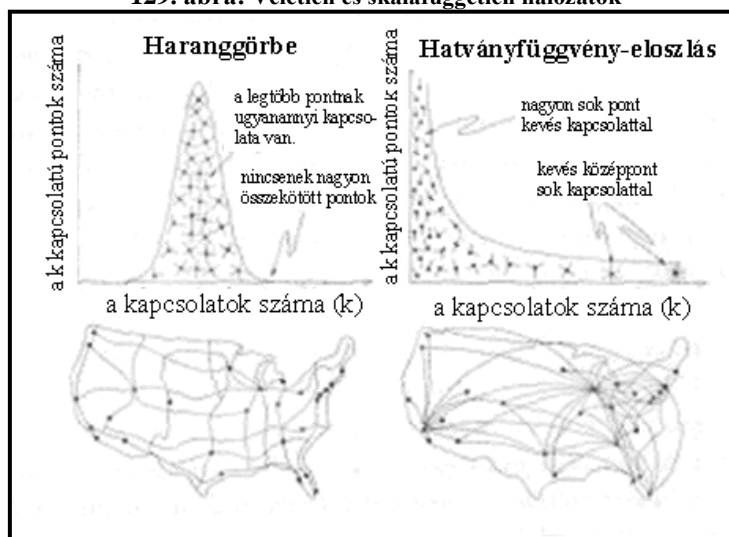 129. ábra. Véletlen és skálafüggetlen hálózatok
Haranggörbe
a k kapcsolatú pontok száma
a legtöbb pontnak
ugyanannyi kapcso-
lata van.
nincsenek nagyon
összekötött pontok
a kapcsolatok száma (k)
Hatványfüggvény-eloszlás
a k kapcsolatú pontok száma
nagyon sok pont
kevés kapcsolattal
kevés középpont
sok kapcsolattal
a kapcsolatok száma (k)